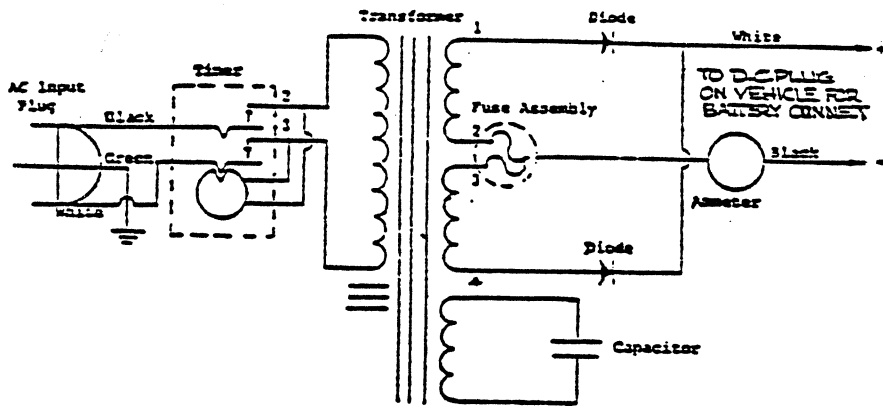 Transformer
Diode
1
White
Timer
AC Input
Plug
TO D-C PLUG
ON VEHICLE FOR
BATTERY CONNET
2
Fuse Assembly
Black
3
2
Green
Black
3
White
Ammeter
Diode
4
Capacitor